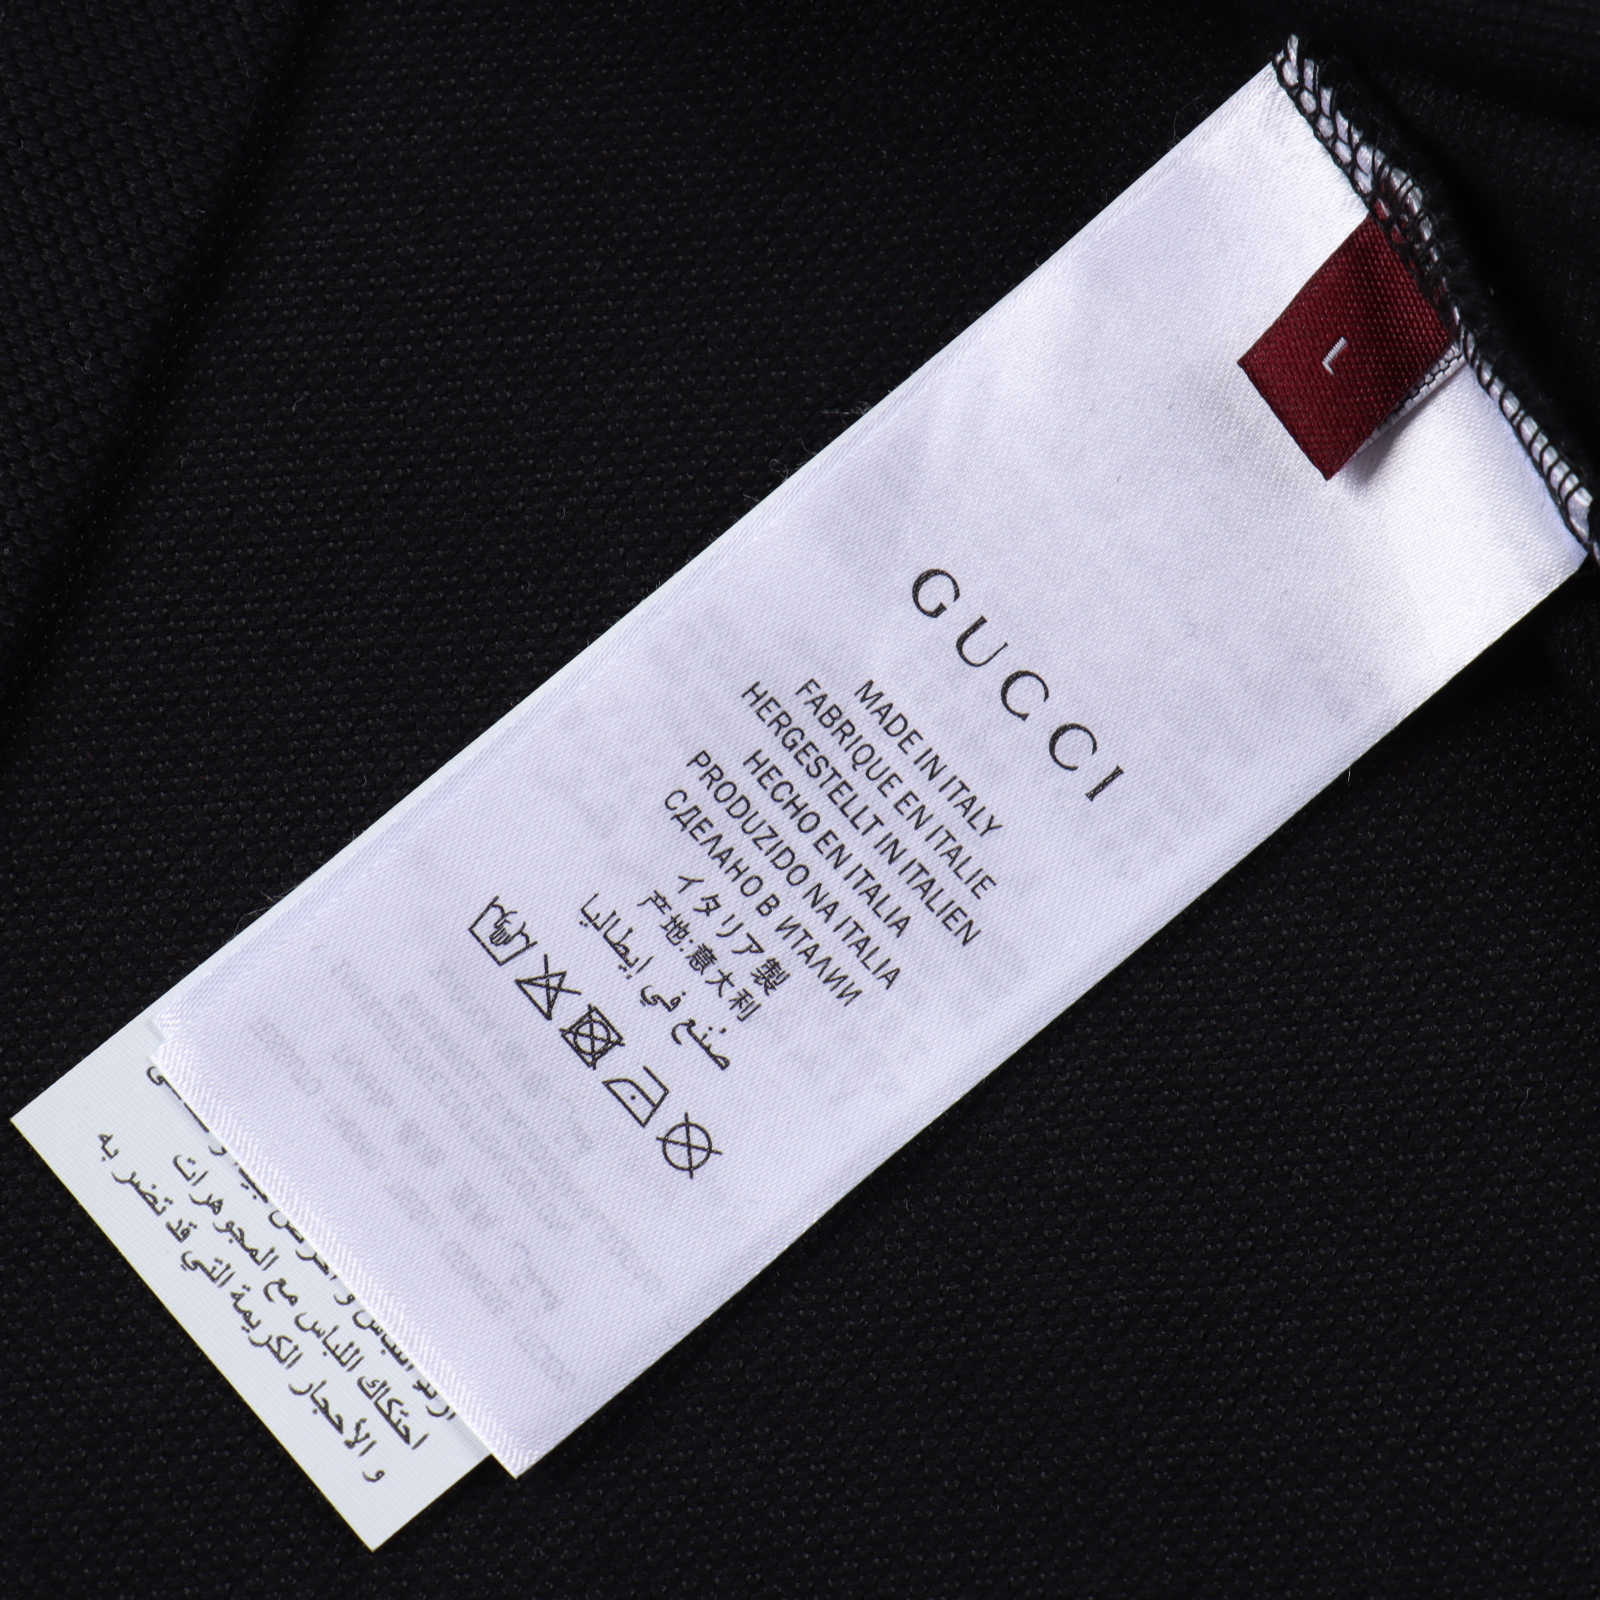 L
GUCCI
MADE IN ITALY
FABRIQUE EN ITALIE
HERGESTELLT IN ITALIEN
HECHO EN ITALIA
PRODUZIDO NA ITALIA
СДЕЛАНО В ИТАЛИИ
イタリア製
产地:意大利
صُنع في إيطاليا
احتكاك اللباس مع المجوهرات
و الأحجار الكريمة التي قد تضر به